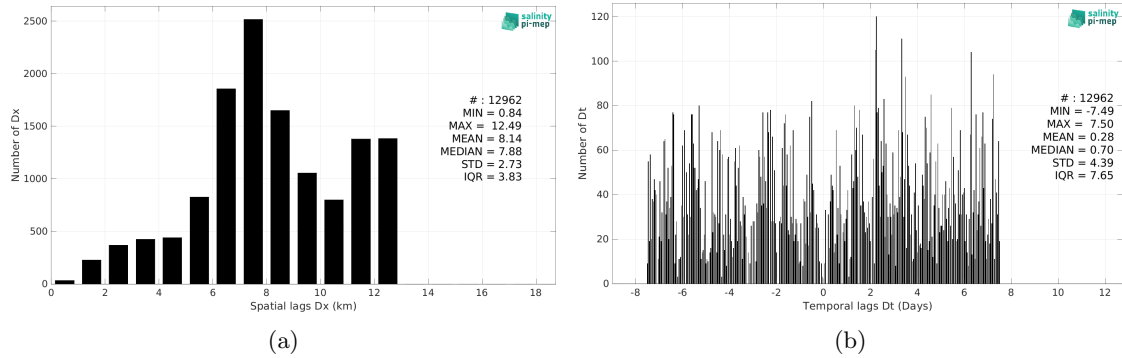 salinity
pi-mep
2500
2000
1500
1000
500
0
Number of Dx
# : 12962
MIN = 0.84
MAX = 12.49
MEAN = 8.14
MEDIAN = 7.88
STD = 2.73
IQR = 3.83
0 2 4 6 8 10 12 14 16 18
Spatial lags Dx (km)
(a)
salinity
pi-mep
120
100
80
60
40
20
0
Number of Dt
# : 12962
MIN = -7.49
MAX = 7.50
MEAN = 0.28
MEDIAN = 0.70
STD = 4.39
IQR = 7.65
-8 -6 -4 -2 0 2 4 6 8 10 12
Temporal lags Dt (Days)
(b)